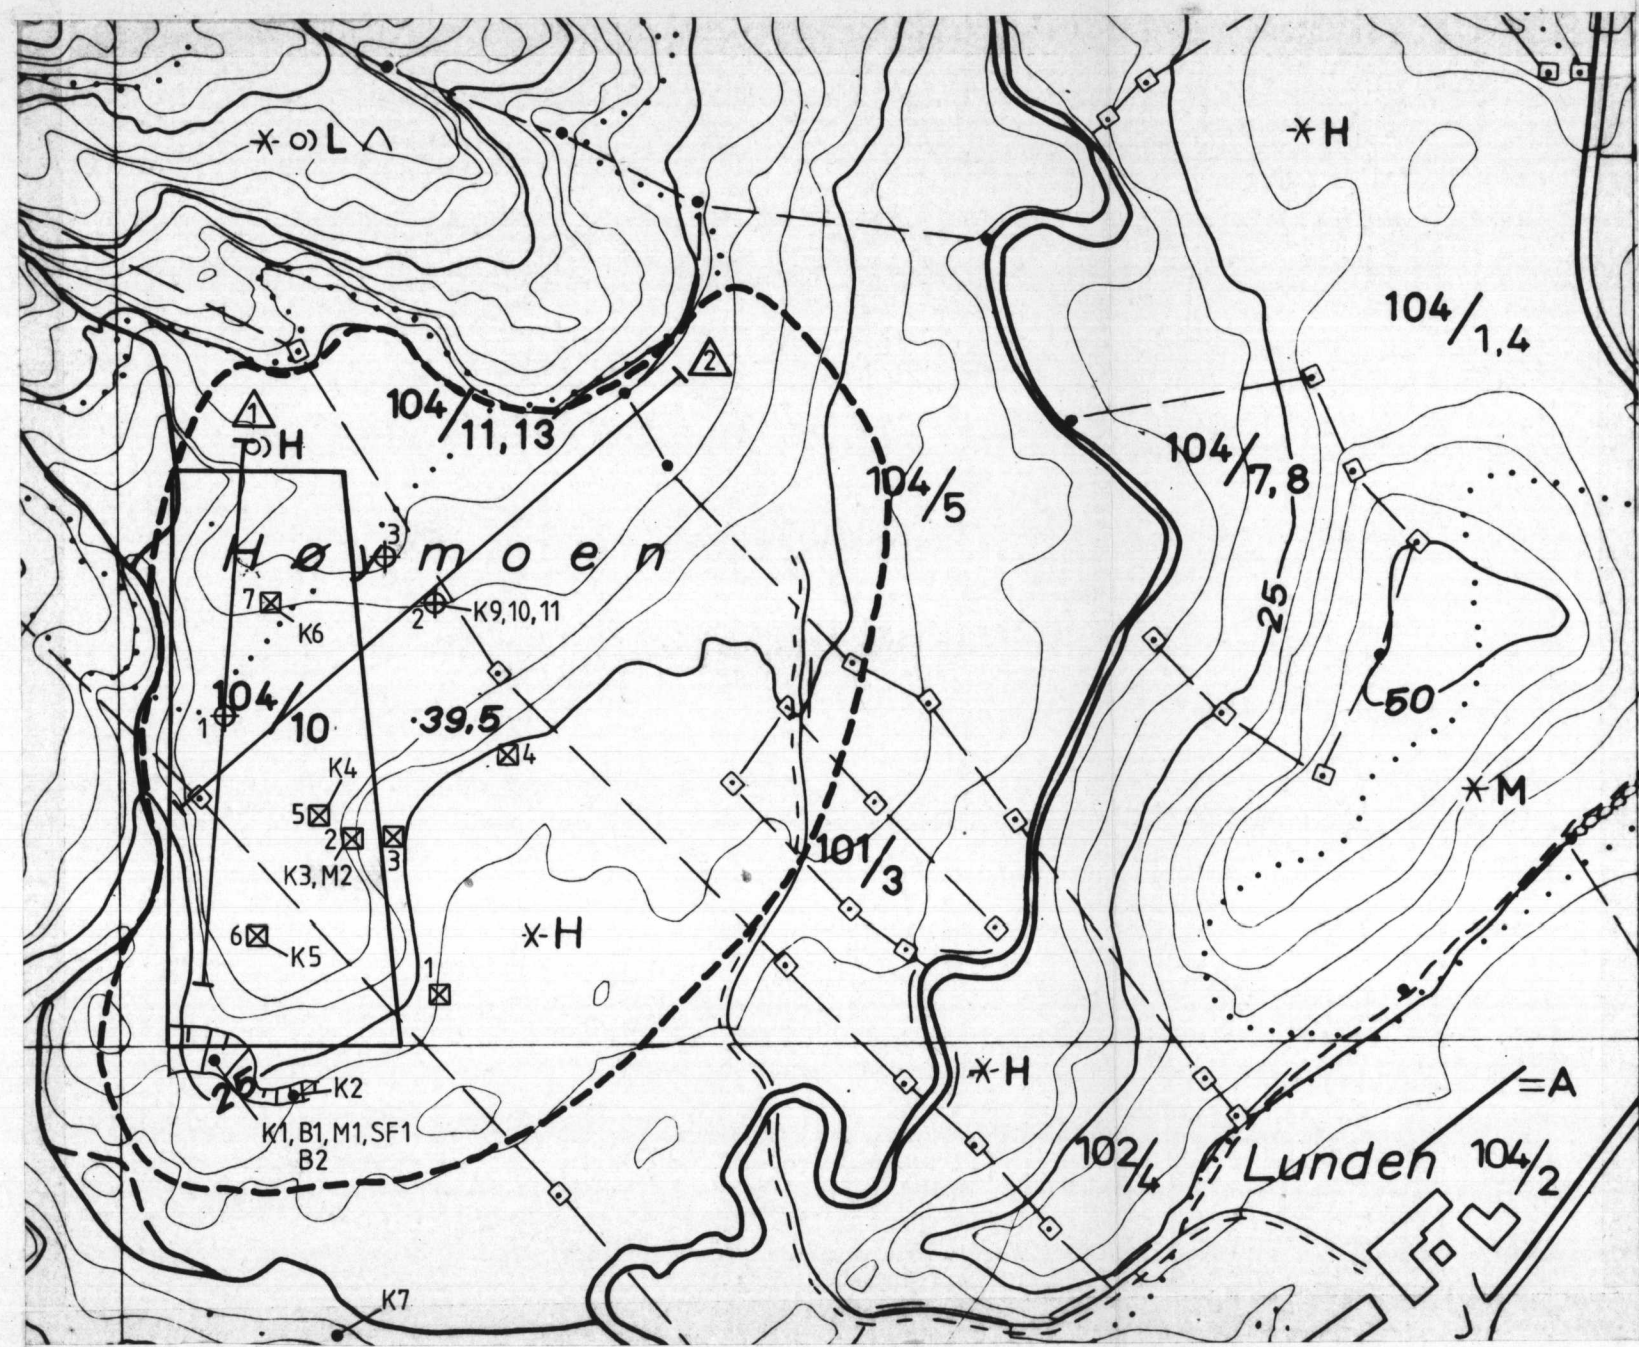 L
H
104/1,4
2
1
H
104/11,13
104/7,8
104/5
3
Høymoen
7
K6
2
K9,10,11
25
104/10
1
39,5
50
4
K4
5
2
3
K3,M2
M
101/3
6
K5
H
1
H
25
K2
K1,B1,M1,SF1
B2
=A
102/4
Lunden
104/2
K7